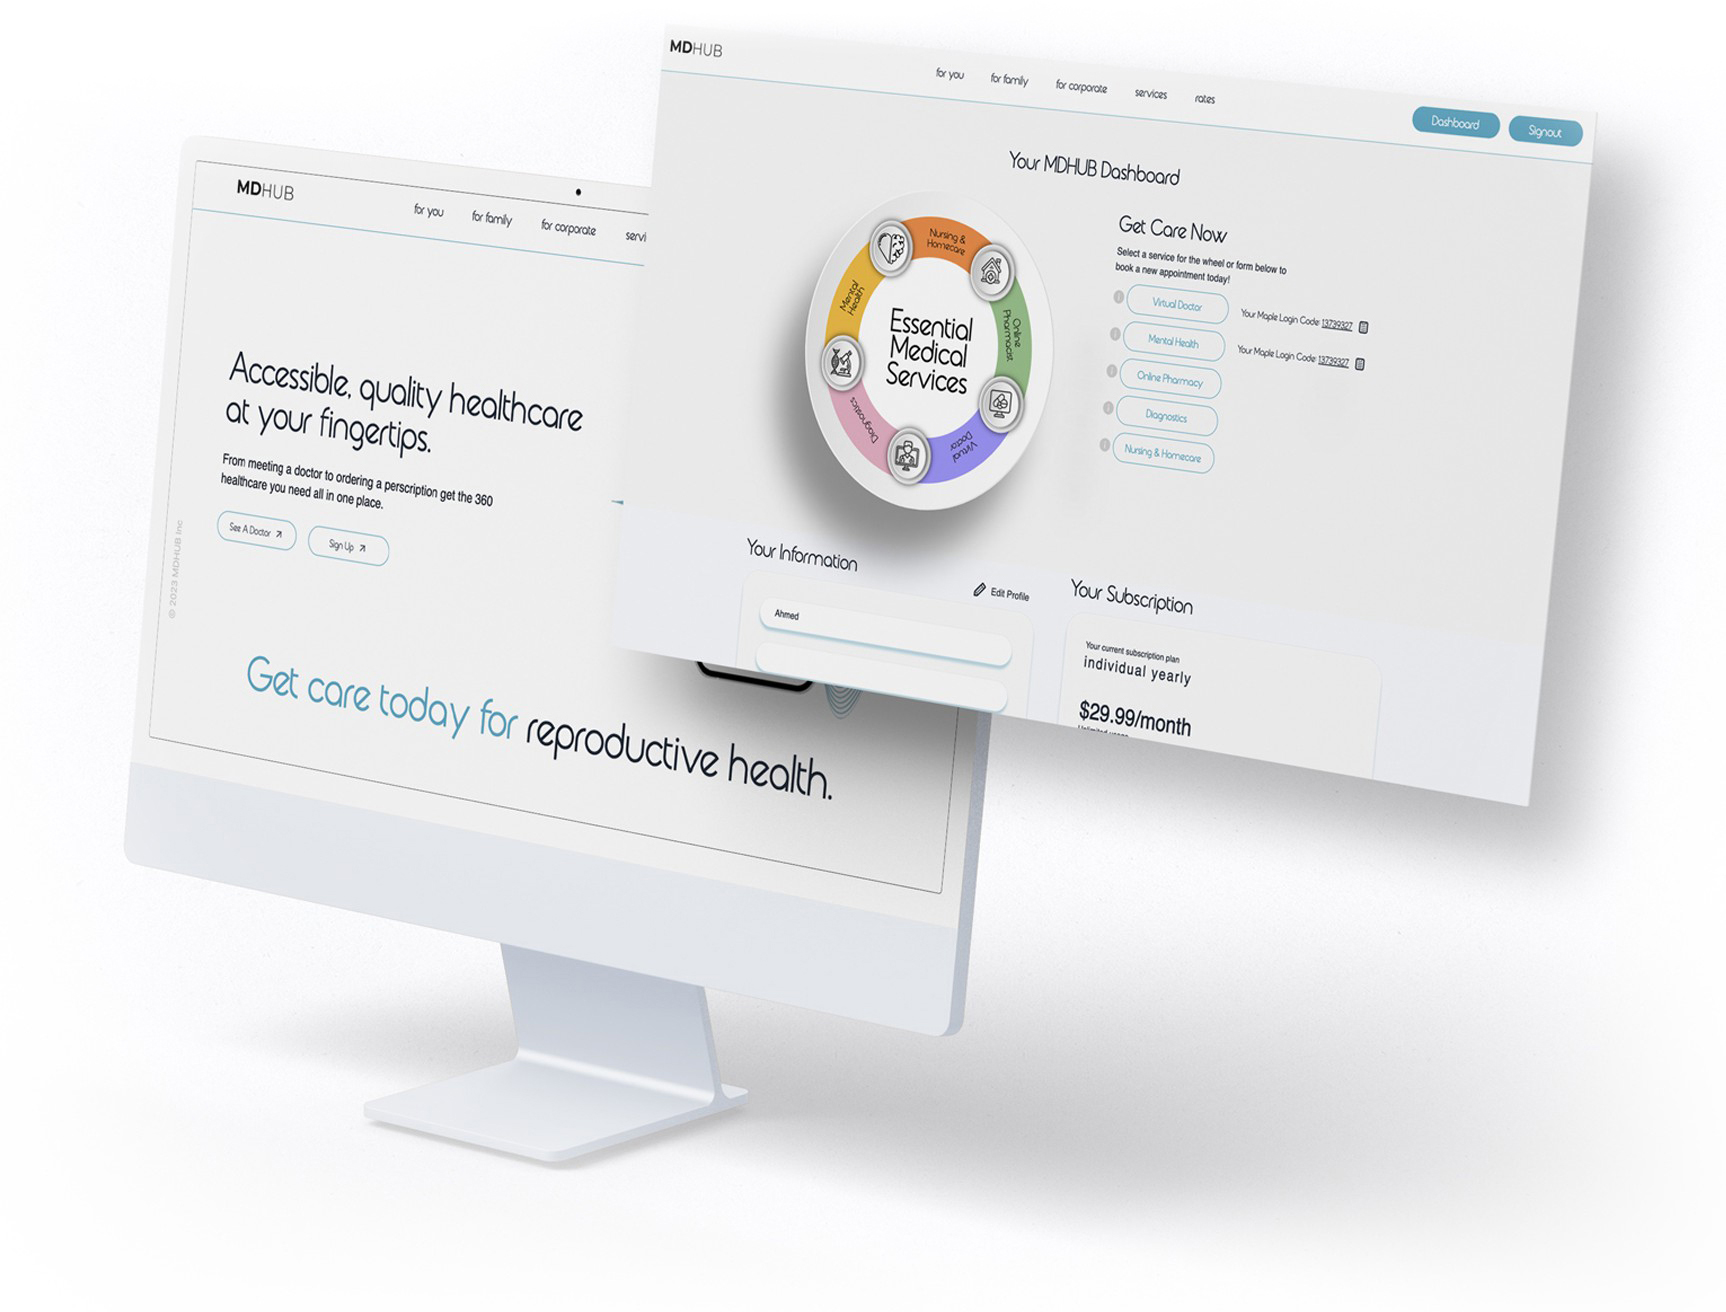 MDHUB
for you
for family
for corporate
servi
Accessible, quality healthcare
at your fingertips.
From meeting a doctor to ordering a perscription get the 360
healthcare you need all in one place.
See A Doctor
Sign Up
© 2023 MDHUB Inc
Get care today for reproductive health.
MDHUB
for you
for family
for corporate
services
rates
Dashboard
Signout
Your MDHUB Dashboard
Nursing &
Homecare
Online
Pharmacist
Virtual
Doctor
Diagnostics
Mental
Health
Essential
Medical
Services
Get Care Now
Select a service for the wheel or form below to
book a new appointment today!
Virtual Doctor
Your Maple Login Code: 13739327
Mental Health
Your Maple Login Code: 13739327
Online Pharmacy
Diagnostics
Nursing & Homecare
Your Information
Edit Profile
Ahmed
Your Subscription
Your current subscription plan
individual yearly
$29.99/month
Unlimited usage